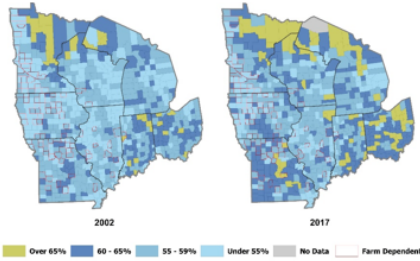 2002
2017
Over 65%
60 - 65%
55 - 59%
Under 55%
No Data
Farm Dependent